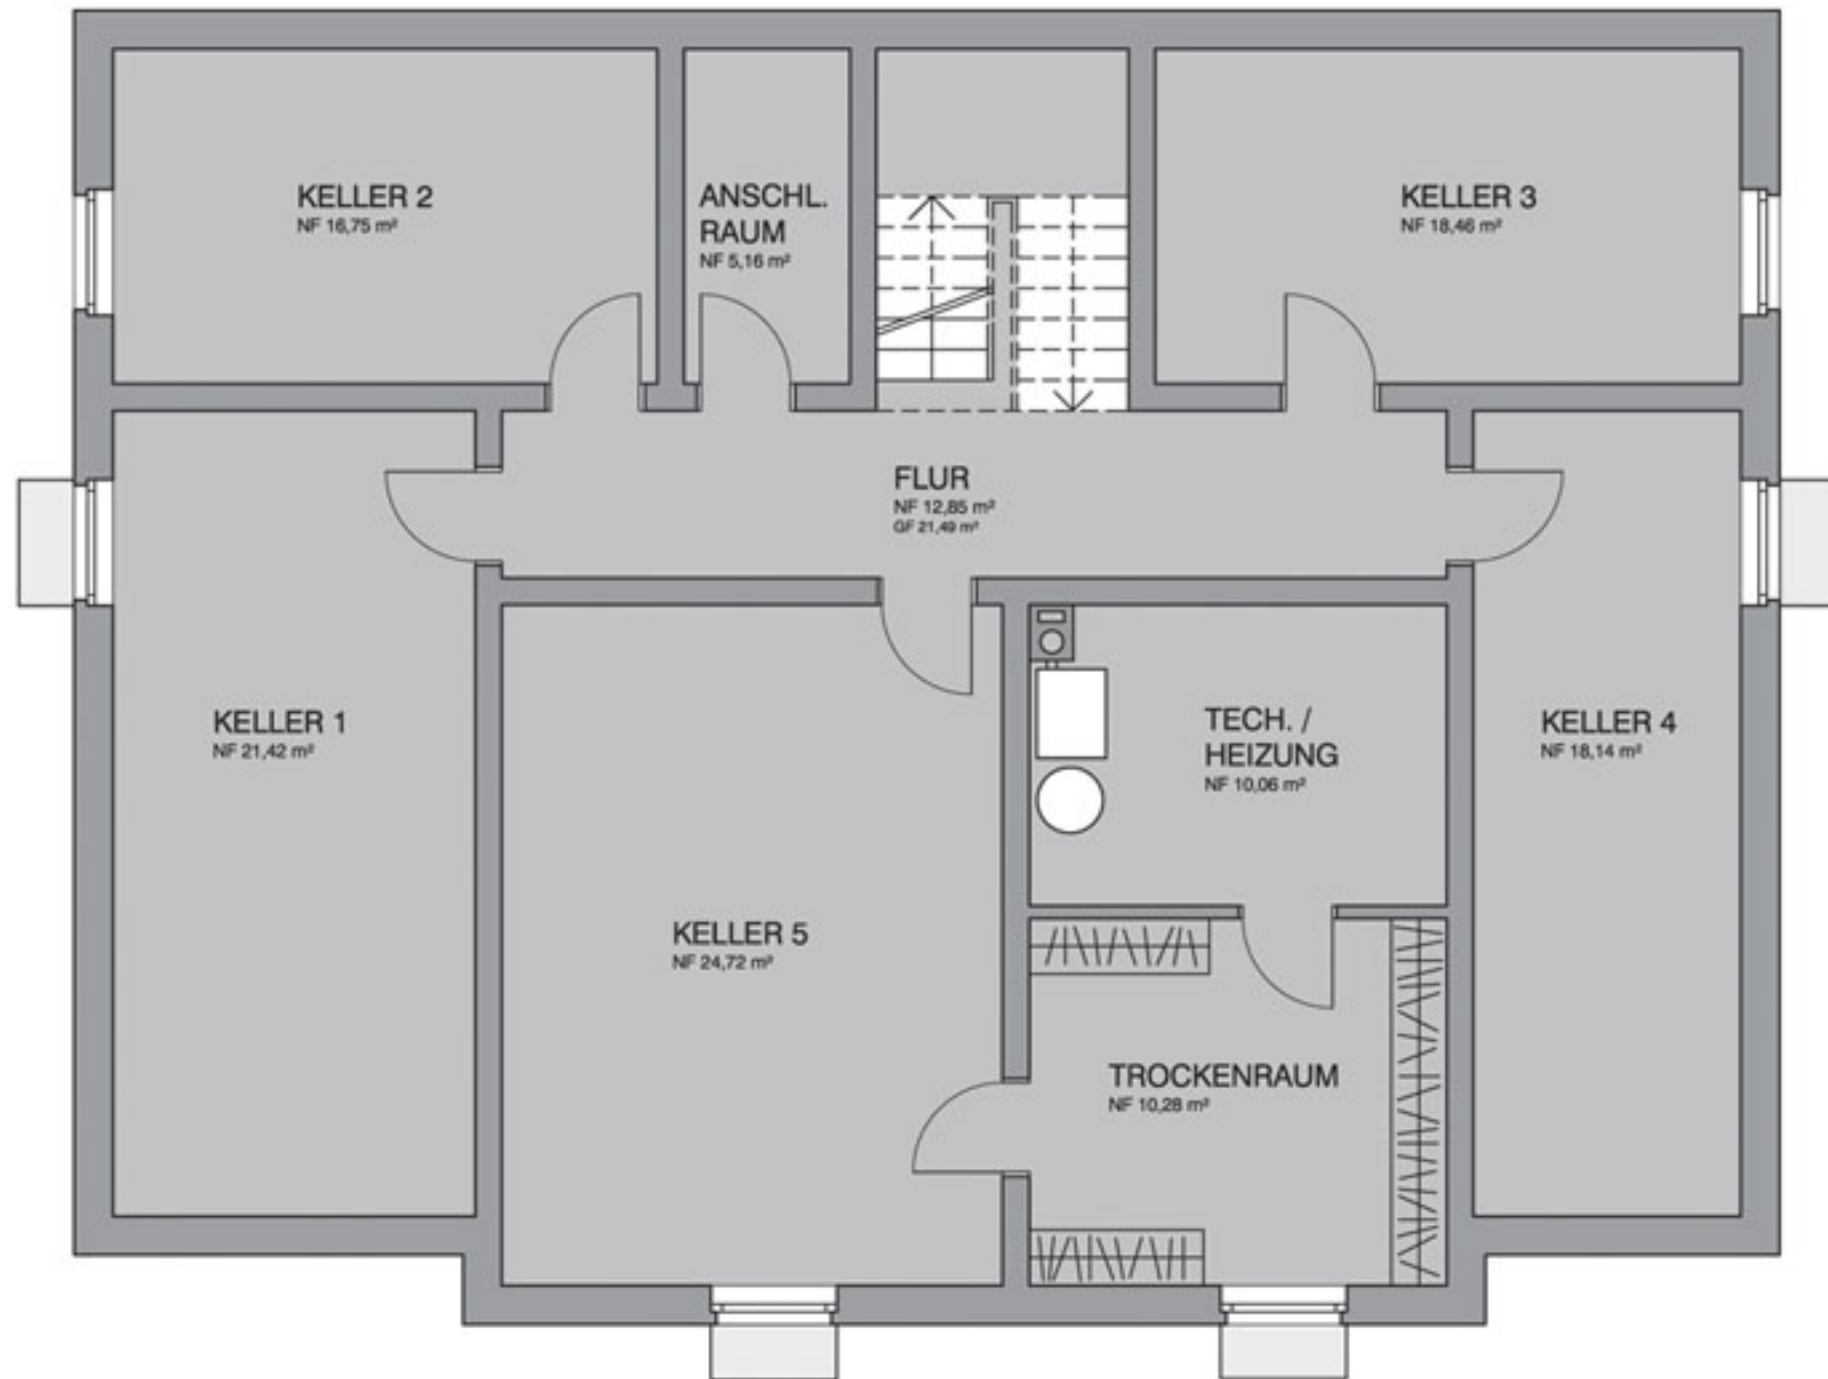 KELLER 2
NF 16,75 m²
ANSCHL.
RAUM
NF 5,16 m²
KELLER 3
NF 18,46 m²
FLUR
NF 12,85 m²
GF 21,49 m²
KELLER 1
NF 21,42 m²
TECH. /
HEIZUNG
NF 10,06 m²
KELLER 4
NF 18,14 m²
KELLER 5
NF 24,72 m²
TROCKENRAUM
NF 10,28 m²